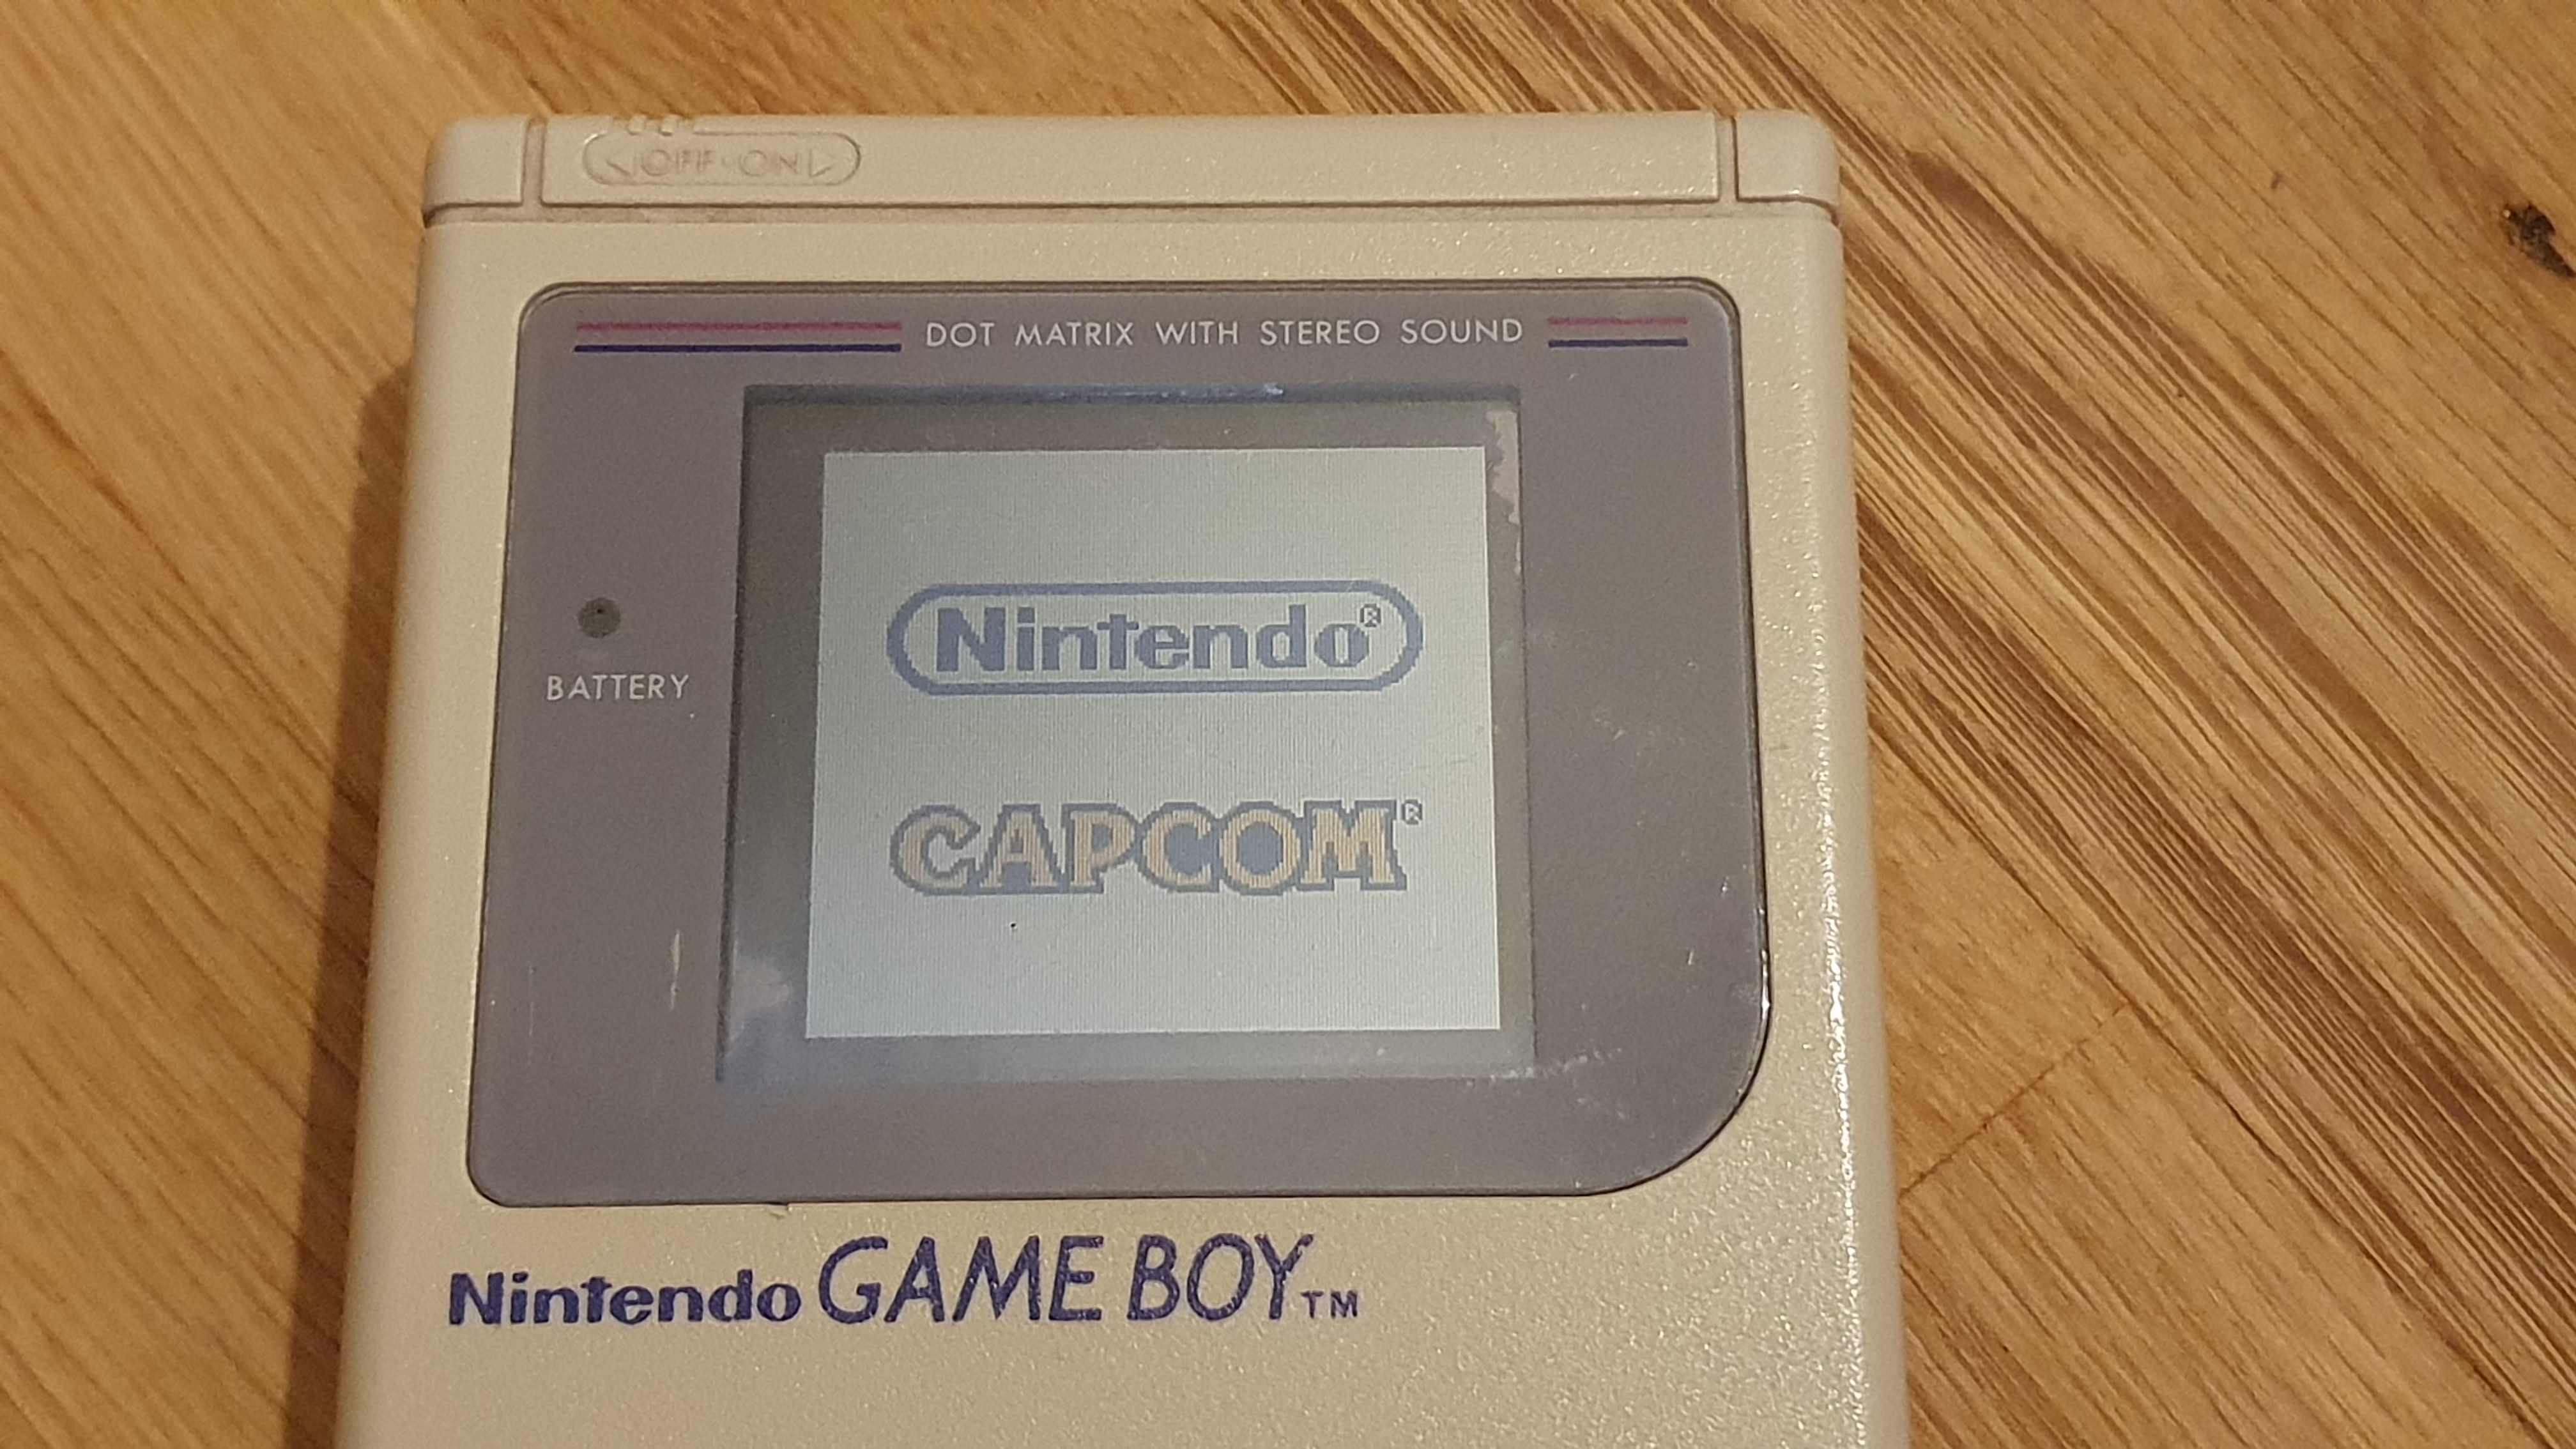 OFF•ON
DOT MATRIX WITH STEREO SOUND
BATTERY
Nintendo®
CAPCOM®
Nintendo GAME BOY™